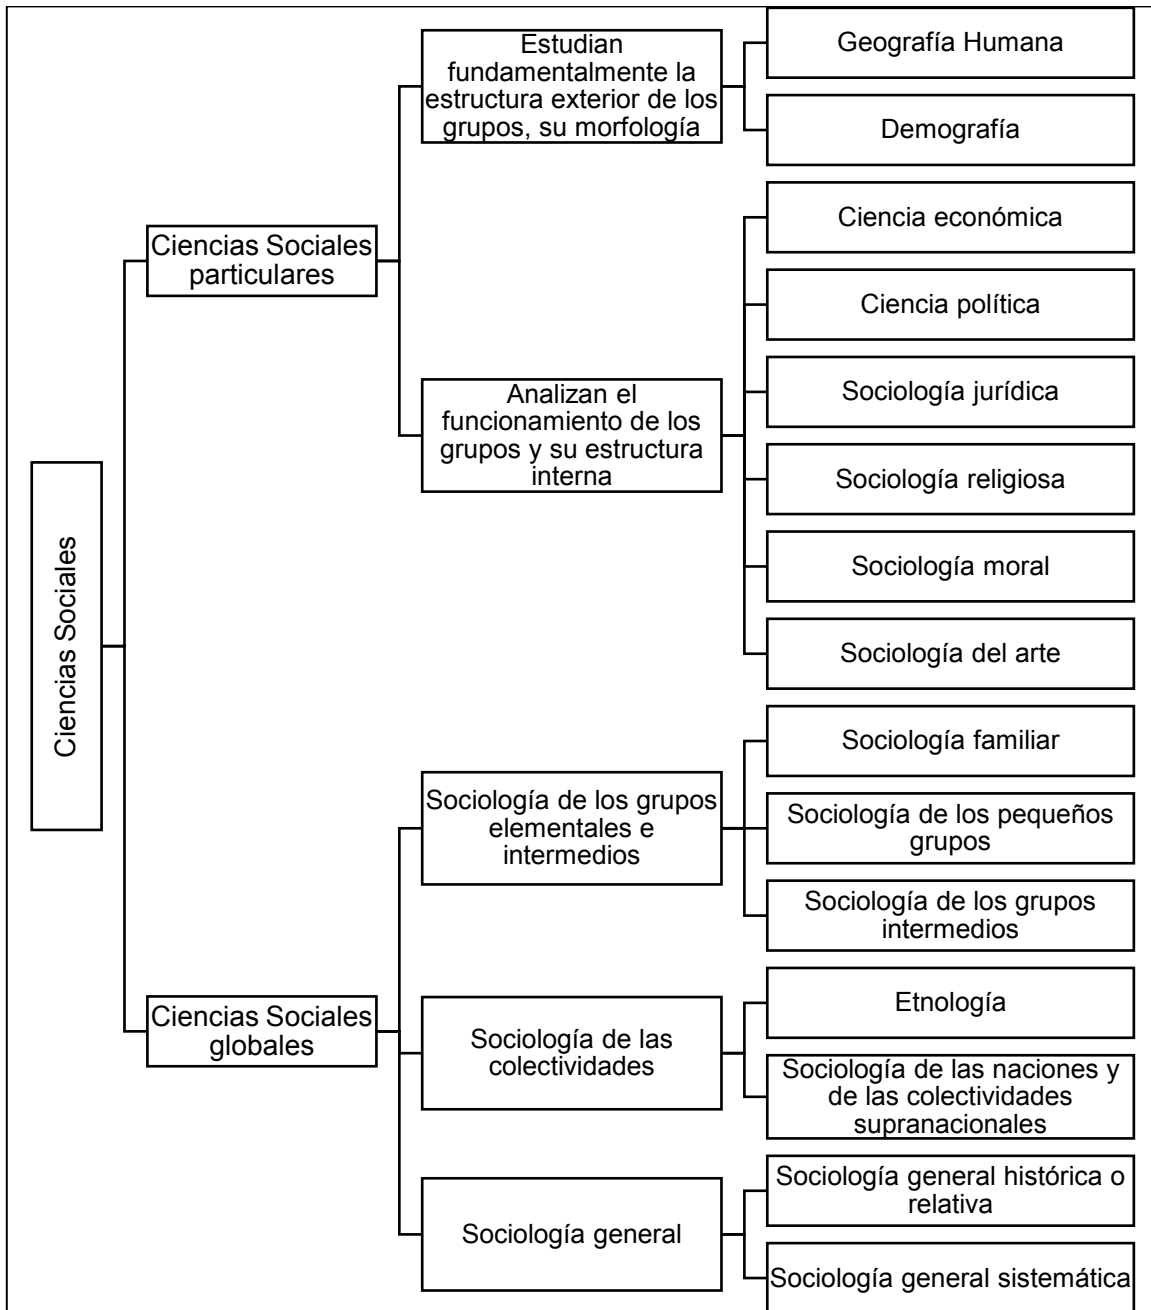 Ciencias Sociales
Ciencias Sociales
particulares
Estudian
fundamentalmente la
estructura exterior de los
grupos, su morfología
Geografía Humana
Demografía
Analizan el
funcionamiento de los
grupos y su estructura
interna
Ciencia económica
Ciencia política
Sociología jurídica
Sociología religiosa
Sociología moral
Sociología del arte
Ciencias Sociales
globales
Sociología de los grupos
elementales e
intermedios
Sociología familiar
Sociología de los pequeños
grupos
Sociología de los grupos
intermedios
Sociología de las
colectividades
Etnología
Sociología de las naciones y
de las colectividades
supranacionales
Sociología general
Sociología general histórica o
relativa
Sociología general sistemática